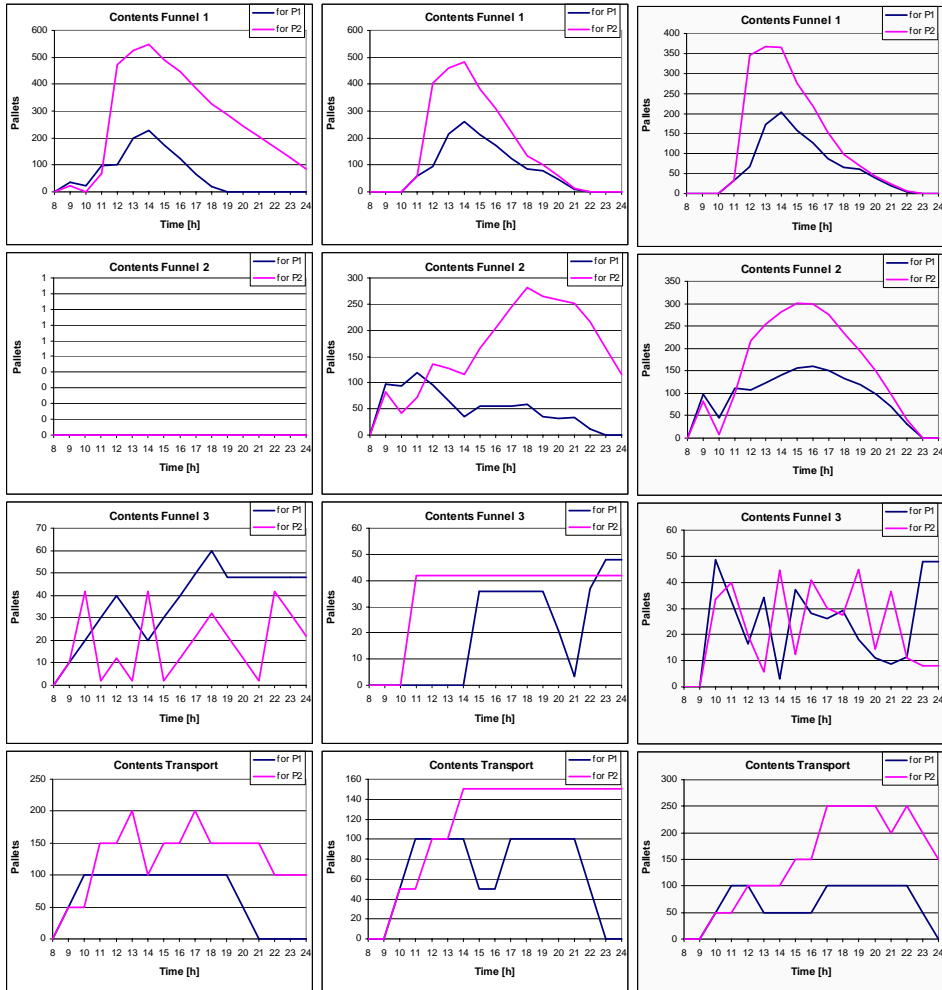 Contents Funnel 1
for P1
for P2
600
500
400
300
200
100
0
Pallets
8 9 10 11 12 13 14 15 16 17 18 19 20 21 22 23 24
Time [h]
Contents Funnel 1
for P1
for P2
600
500
400
300
200
100
0
Pallets
8 9 10 11 12 13 14 15 16 17 18 19 20 21 22 23 24
Time [h]
Contents Funnel 1
for P1
for P2
400
350
300
250
200
150
100
50
0
Pallets
8 9 10 11 12 13 14 15 16 17 18 19 20 21 22 23 24
Time [h]
Contents Funnel 2
for P1
for P2
1
1
1
1
1
1
0
0
0
0
0
Pallets
8 9 10 11 12 13 14 15 16 17 18 19 20 21 22 23 24
Time [h]
Contents Funnel 2
for P1
for P2
300
250
200
150
100
50
0
Pallets
8 9 10 11 12 13 14 15 16 17 18 19 20 21 22 23 24
Time [h]
Contents Funnel 2
for P1
for P2
350
300
250
200
150
100
50
0
Pallets
8 9 10 11 12 13 14 15 16 17 18 19 20 21 22 23 24
Time [h]
Contents Funnel 3
for P1
for P2
70
60
50
40
30
20
10
0
Pallets
8 9 10 11 12 13 14 15 16 17 18 19 20 21 22 23 24
Time [h]
Contents Funnel 3
for P1
for P2
60
50
40
30
20
10
0
Pallets
8 9 10 11 12 13 14 15 16 17 18 19 20 21 22 23 24
Time [h]
Contents Funnel 3
for P1
for P2
60
50
40
30
20
10
0
Pallets
8 9 10 11 12 13 14 15 16 17 18 19 20 21 22 23 24
Time [h]
Contents Transport
for P1
for P2
250
200
150
100
50
0
Pallets
8 9 10 11 12 13 14 15 16 17 18 19 20 21 22 23 24
Time [h]
Contents Transport
for P1
for P2
160
140
120
100
80
60
40
20
0
Pallets
8 9 10 11 12 13 14 15 16 17 18 19 20 21 22 23 24
Time [h]
Contents Transport
for P1
for P2
300
250
200
150
100
50
0
Pallets
8 9 10 11 12 13 14 15 16 17 18 19 20 21 22 23 24
Time [h]